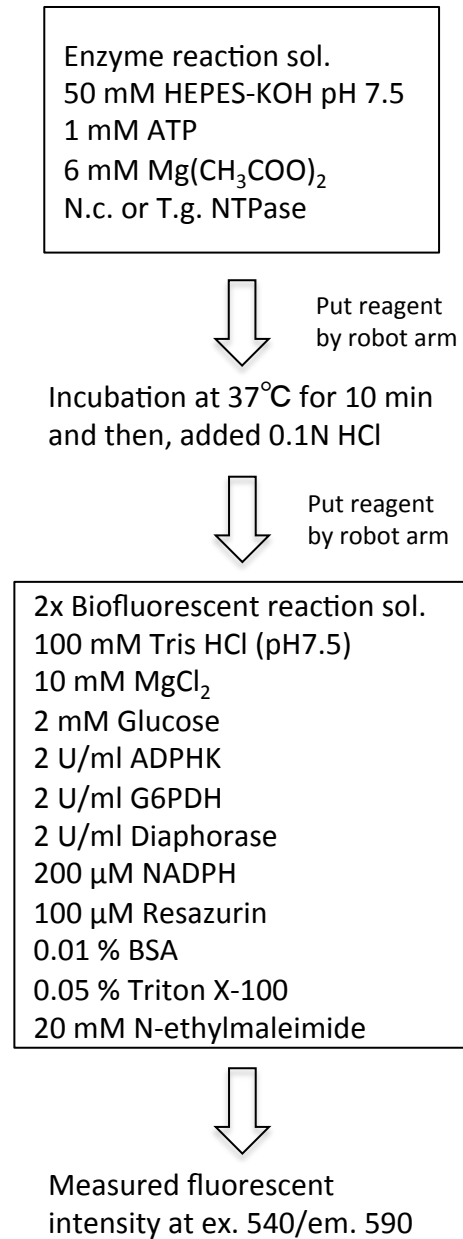 Enzyme reaction sol.
50 mM HEPES-KOH pH 7.5
1 mM ATP
6 mM Mg(CH₃COO)₂
N.c. or T.g. NTPase
Put reagent
by robot arm
Incubation at 37℃ for 10 min
and then, added 0.1N HCl
Put reagent
by robot arm
2x Biofluorescent reaction sol.
100 mM Tris HCl (pH7.5)
10 mM MgCl₂
2 mM Glucose
2 U/ml ADPHK
2 U/ml G6PDH
2 U/ml Diaphorase
200 μM NADPH
100 μM Resazurin
0.01 % BSA
0.05 % Triton X-100
20 mM N-ethylmaleimide
Measured fluorescent
intensity at ex. 540/em. 590